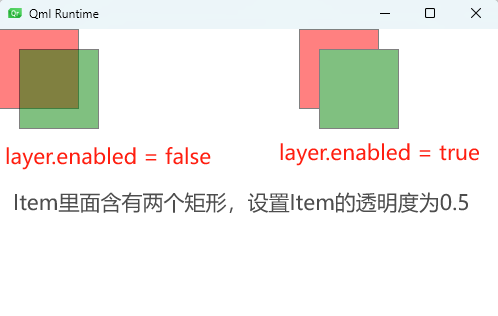 Qml Runtime
layer.enabled = false
layer.enabled = true
Item里面含有两个矩形，设置Item的透明度为0.5